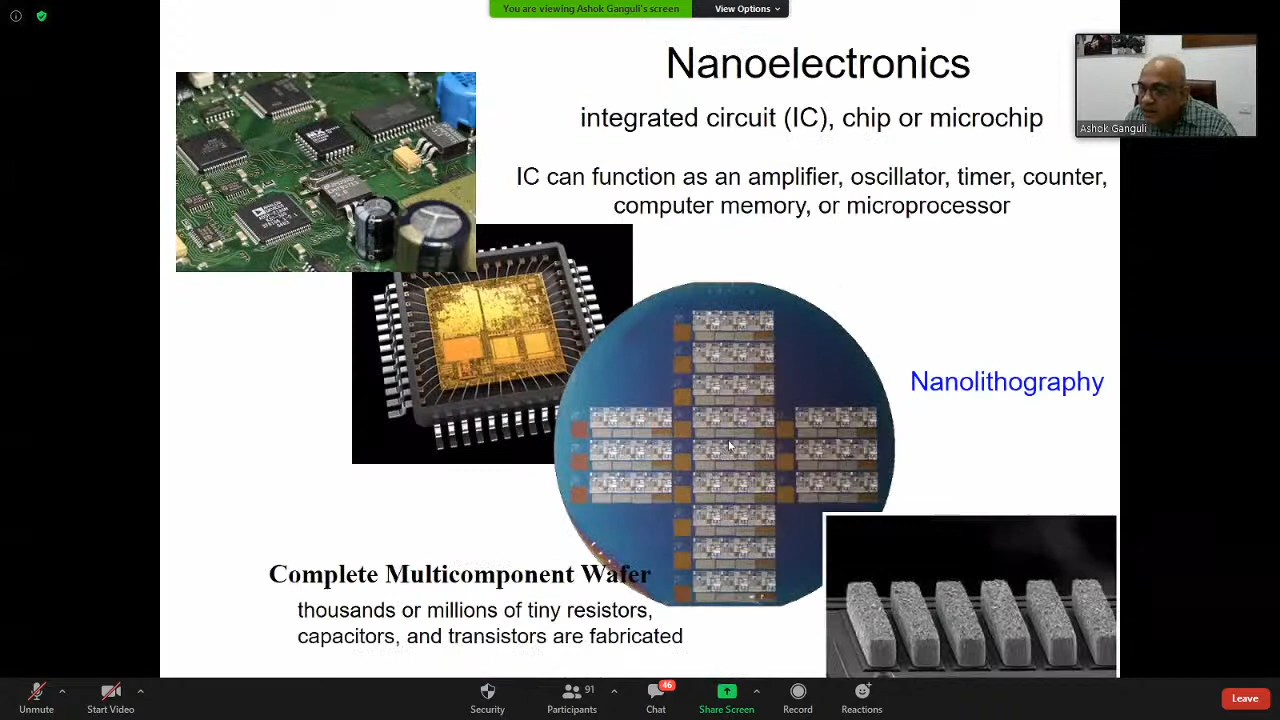 You are viewing Ashok Ganguli's screen
View Options
Nanoelectronics
integrated circuit (IC), chip or microchip
Ashok Ganguli
IC can function as an amplifier, oscillator, timer, counter,
computer memory, or microprocessor
Nanolithography
Complete Multicomponent Wafer
thousands or millions of tiny resistors,
capacitors, and transistors are fabricated
Unmute
Start Video
Security
Participants
91
Chat
46
Share Screen
Record
Reactions
Leave